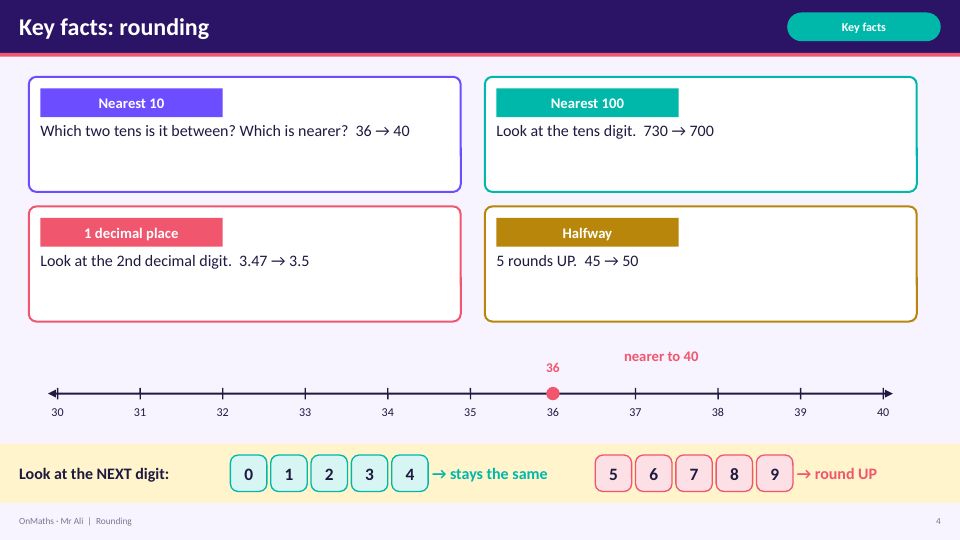 Key facts: rounding
Key facts
Nearest 10
Which two tens is it between? Which is nearer?  36 → 40
Nearest 100
Look at the tens digit.  730 → 700
1 decimal place
Look at the 2nd decimal digit.  3.47 → 3.5
Halfway
5 rounds UP.  45 → 50
nearer to 40
36
30 31 32 33 34 35 36 37 38 39 40
Look at the NEXT digit: 0 1 2 3 4 → stays the same 5 6 7 8 9 → round UP
OnMaths - Mr Ali | Rounding 4